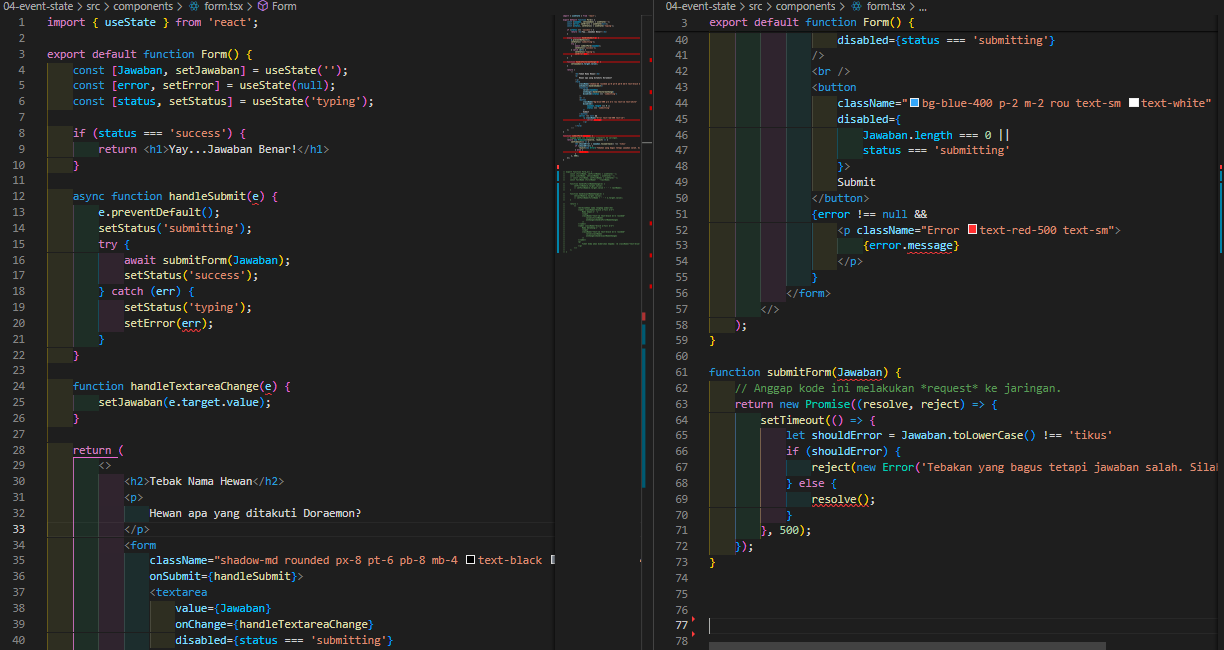 04-event-state > src > components > form.tsx > Form
1 import { useState } from 'react';
2
3 export default function Form() {
4 const [Jawaban, setJawaban] = useState('');
5 const [error, setError] = useState(null);
6 const [status, setStatus] = useState('typing');
7
8 if (status === 'success') {
9 return <h1>Yay...Jawaban Benar!</h1>
10 }
11
12 async function handleSubmit(e) {
13 e.preventDefault();
14 setStatus('submitting');
15 try {
16 await submitForm(Jawaban);
17 setStatus('success');
18 } catch (err) {
19 setStatus('typing');
20 setError(err);
21 }
22 }
23
24 function handleTextareaChange(e) {
25 setJawaban(e.target.value);
26 }
27
28 return (
29 <>
30 <h2>Tebak Nama Hewan</h2>
31 <p>
32 Hewan apa yang ditakuti Doraemon?
33 </p>
34 <form
35 className="shadow-md rounded px-8 pt-6 pb-8 mb-4 text-black
36 onSubmit={handleSubmit}>
37 <textarea
38 value={Jawaban}
39 onChange={handleTextareaChange}
40 disabled={status === 'submitting'}
04-event-state > src > components > form.tsx > ...
3 export default function Form() {
40 disabled={status === 'submitting'}
41 />
42 <br />
43 <button
44 className="bg-blue-400 p-2 m-2 rou text-sm text-white"
45 disabled={
46 Jawaban.length === 0 ||
47 status === 'submitting'
48 }>
49 Submit
50 </button>
51 {error !== null &&
52 <p className="Error text-red-500 text-sm">
53 {error.message}
54 </p>
55 }
56 </form>
57 </>
58 );
59 }
60
61 function submitForm(Jawaban) {
62 // Anggap kode ini melakukan *request* ke jaringan.
63 return new Promise((resolve, reject) => {
64 setTimeout(() => {
65 let shouldError = Jawaban.toLowerCase() !== 'tikus'
66 if (shouldError) {
67 reject(new Error('Tebakan yang bagus tetapi jawaban salah. Sila
68 } else {
69 resolve();
70 }
71 }, 500);
72 });
73 }
74
75
76
77
78